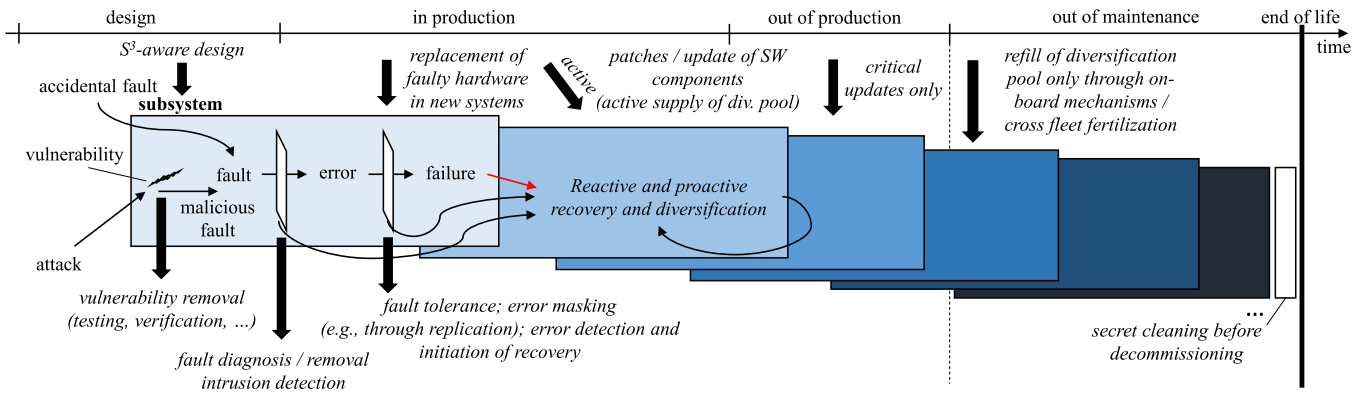 design
in production
out of production
out of maintenance
end of life
time
S³-aware design
accidental fault
subsystem
replacement of
faulty hardware
in new systems
active
patches / update of SW
components
(active supply of div. pool)
critical
updates only
refill of diversification
pool only through on-
board mechanisms /
cross fleet fertilization
vulnerability
fault
error
failure
malicious
fault
attack
Reactive and proactive
recovery and diversification
vulnerability removal
(testing, verification, ...)
fault diagnosis / removal
intrusion detection
fault tolerance; error masking
(e.g., through replication); error detection and
initiation of recovery
...
secret cleaning before
decommissioning